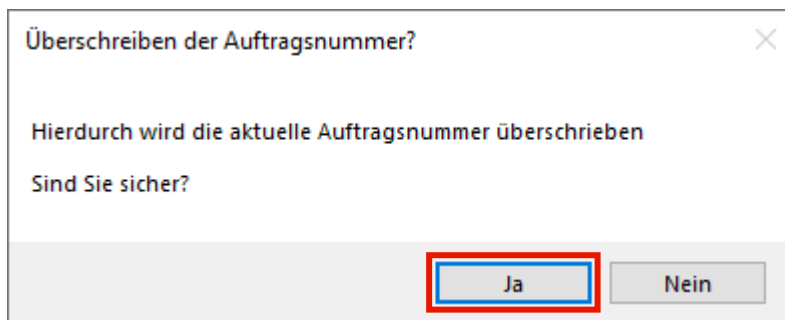 Überschreiben der Auftragsnummer?
Hierdurch wird die aktuelle Auftragsnummer überschrieben
Sind Sie sicher?
Ja Nein